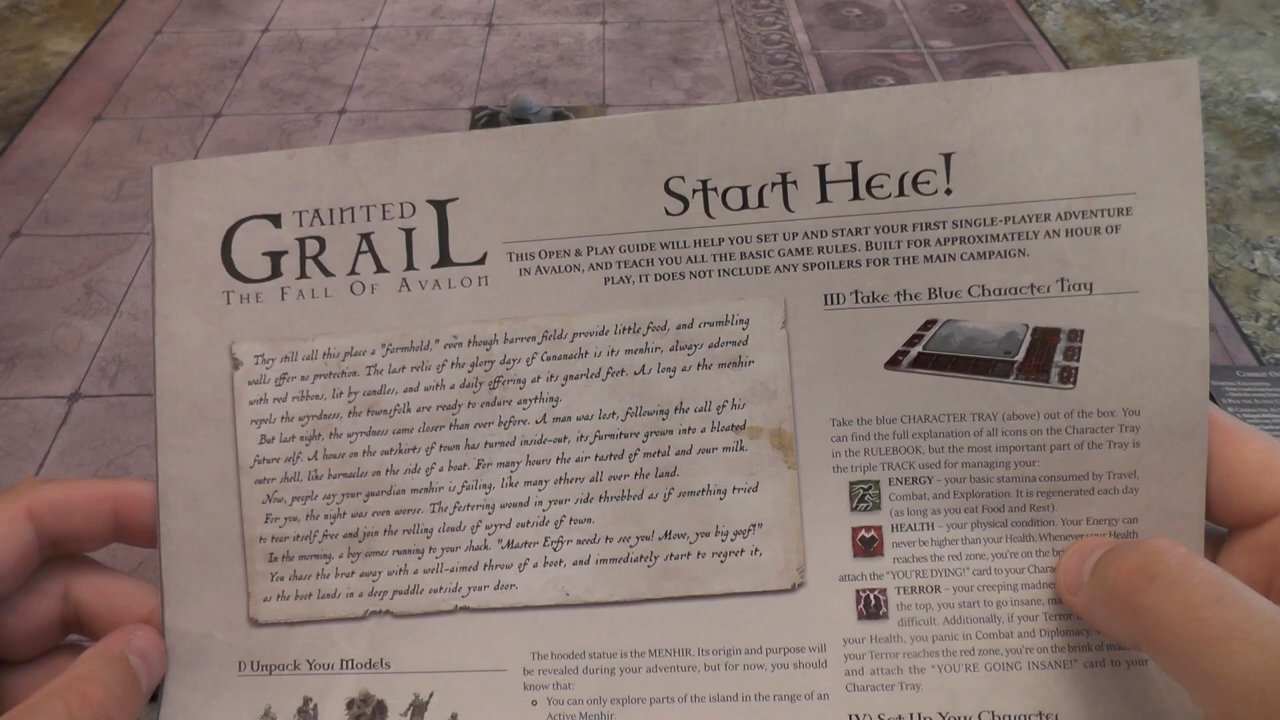 TAINTED
GRAIL
THE FALL OF AVALON
Start Here!
THIS OPEN & PLAY GUIDE WILL HELP YOU SET UP AND START YOUR FIRST SINGLE-PLAYER ADVENTURE
IN AVALON, AND TEACH YOU ALL THE BASIC GAME RULES. BUILT FOR APPROXIMATELY AN HOUR OF
PLAY, IT DOES NOT INCLUDE ANY SPOILERS FOR THE MAIN CAMPAIGN.
They still call this place a "farmhold," even though barren fields provide little food, and crumbling
walls offer no protection. The last relic of the glory days of Cunanacht is its menhir, always adorned
with red ribbons, lit by candles, and with a daily offering at its gnarled feet. As long as the menhir
repels the wyrdness, the townsfolk are ready to endure anything.
But last night, the wyrdness came closer than ever before. A man was lost, following the call of his
future self. A house on the outskirts of town has turned inside-out, its furniture grown into a bloated
outer shell, like barnacles on the side of a boat. For many hours the air tasted of metal and sour milk.
Now, people say your guardian menhir is failing, like many others all over the land.
For you, the night was even worse. The festering wound in your side throbbed as if something tried
to tear itself free and join the rolling clouds of wyrd outside of town.
In the morning, a boy comes running to your shack. "Master Erfyr needs to see you! Move, you big goof!"
You chase the brat away with a well-aimed throw of a boot, and immediately start to regret it,
as the boot lands in a deep puddle outside your door.
I) Unpack Your Models
The hooded statue is the MENHIR. Its origin and purpose will
be revealed during your adventure, but for now, you should
know that:
o You can only explore parts of the island in the range of an
Active Menhir.
III) Take the Blue Character Tray
Take the blue CHARACTER TRAY (above) out of the box. You
can find the full explanation of all icons on the Character Tray
in the RULEBOOK, but the most important part of the Tray is
the triple TRACK used for managing your:
ENERGY – your basic stamina consumed by Travel,
Combat, and Exploration. It is regenerated each day
(as long as you eat Food and Rest).
HEALTH – your physical condition. Your Energy can
never be higher than your Health. Whenever your Health
reaches the red zone, you're on the
attach the "YOU'RE DYING!" card to your
TERROR – your creeping
the top, you start to go insane,
difficult. Additionally, if your Terror
your Health, you panic in Combat and Diplomacy.
your Terror reaches the red zone, you're on the brink of
and attach the "YOU'RE GOING INSANE!" card to your
Character Tray.
IV) Set Up Your Character